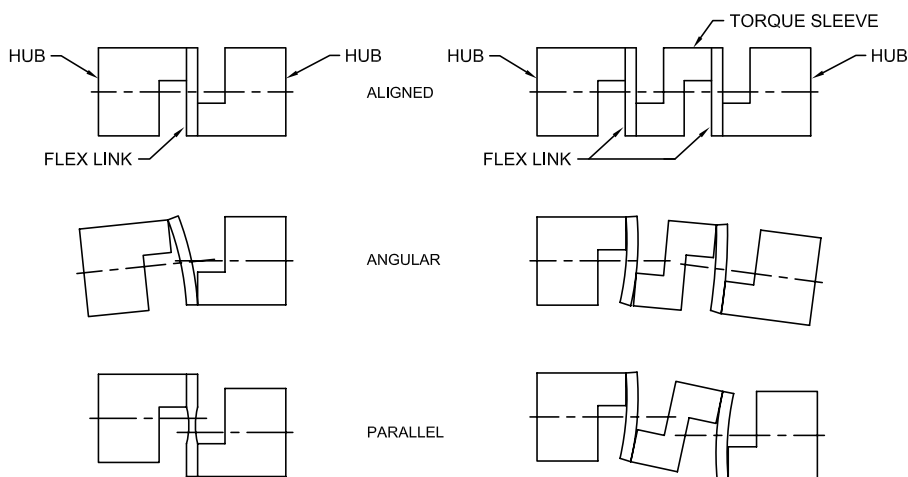 TORQUE SLEEVE
HUB
HUB
HUB
HUB
ALIGNED
FLEX LINK
FLEX LINK
ANGULAR
PARALLEL